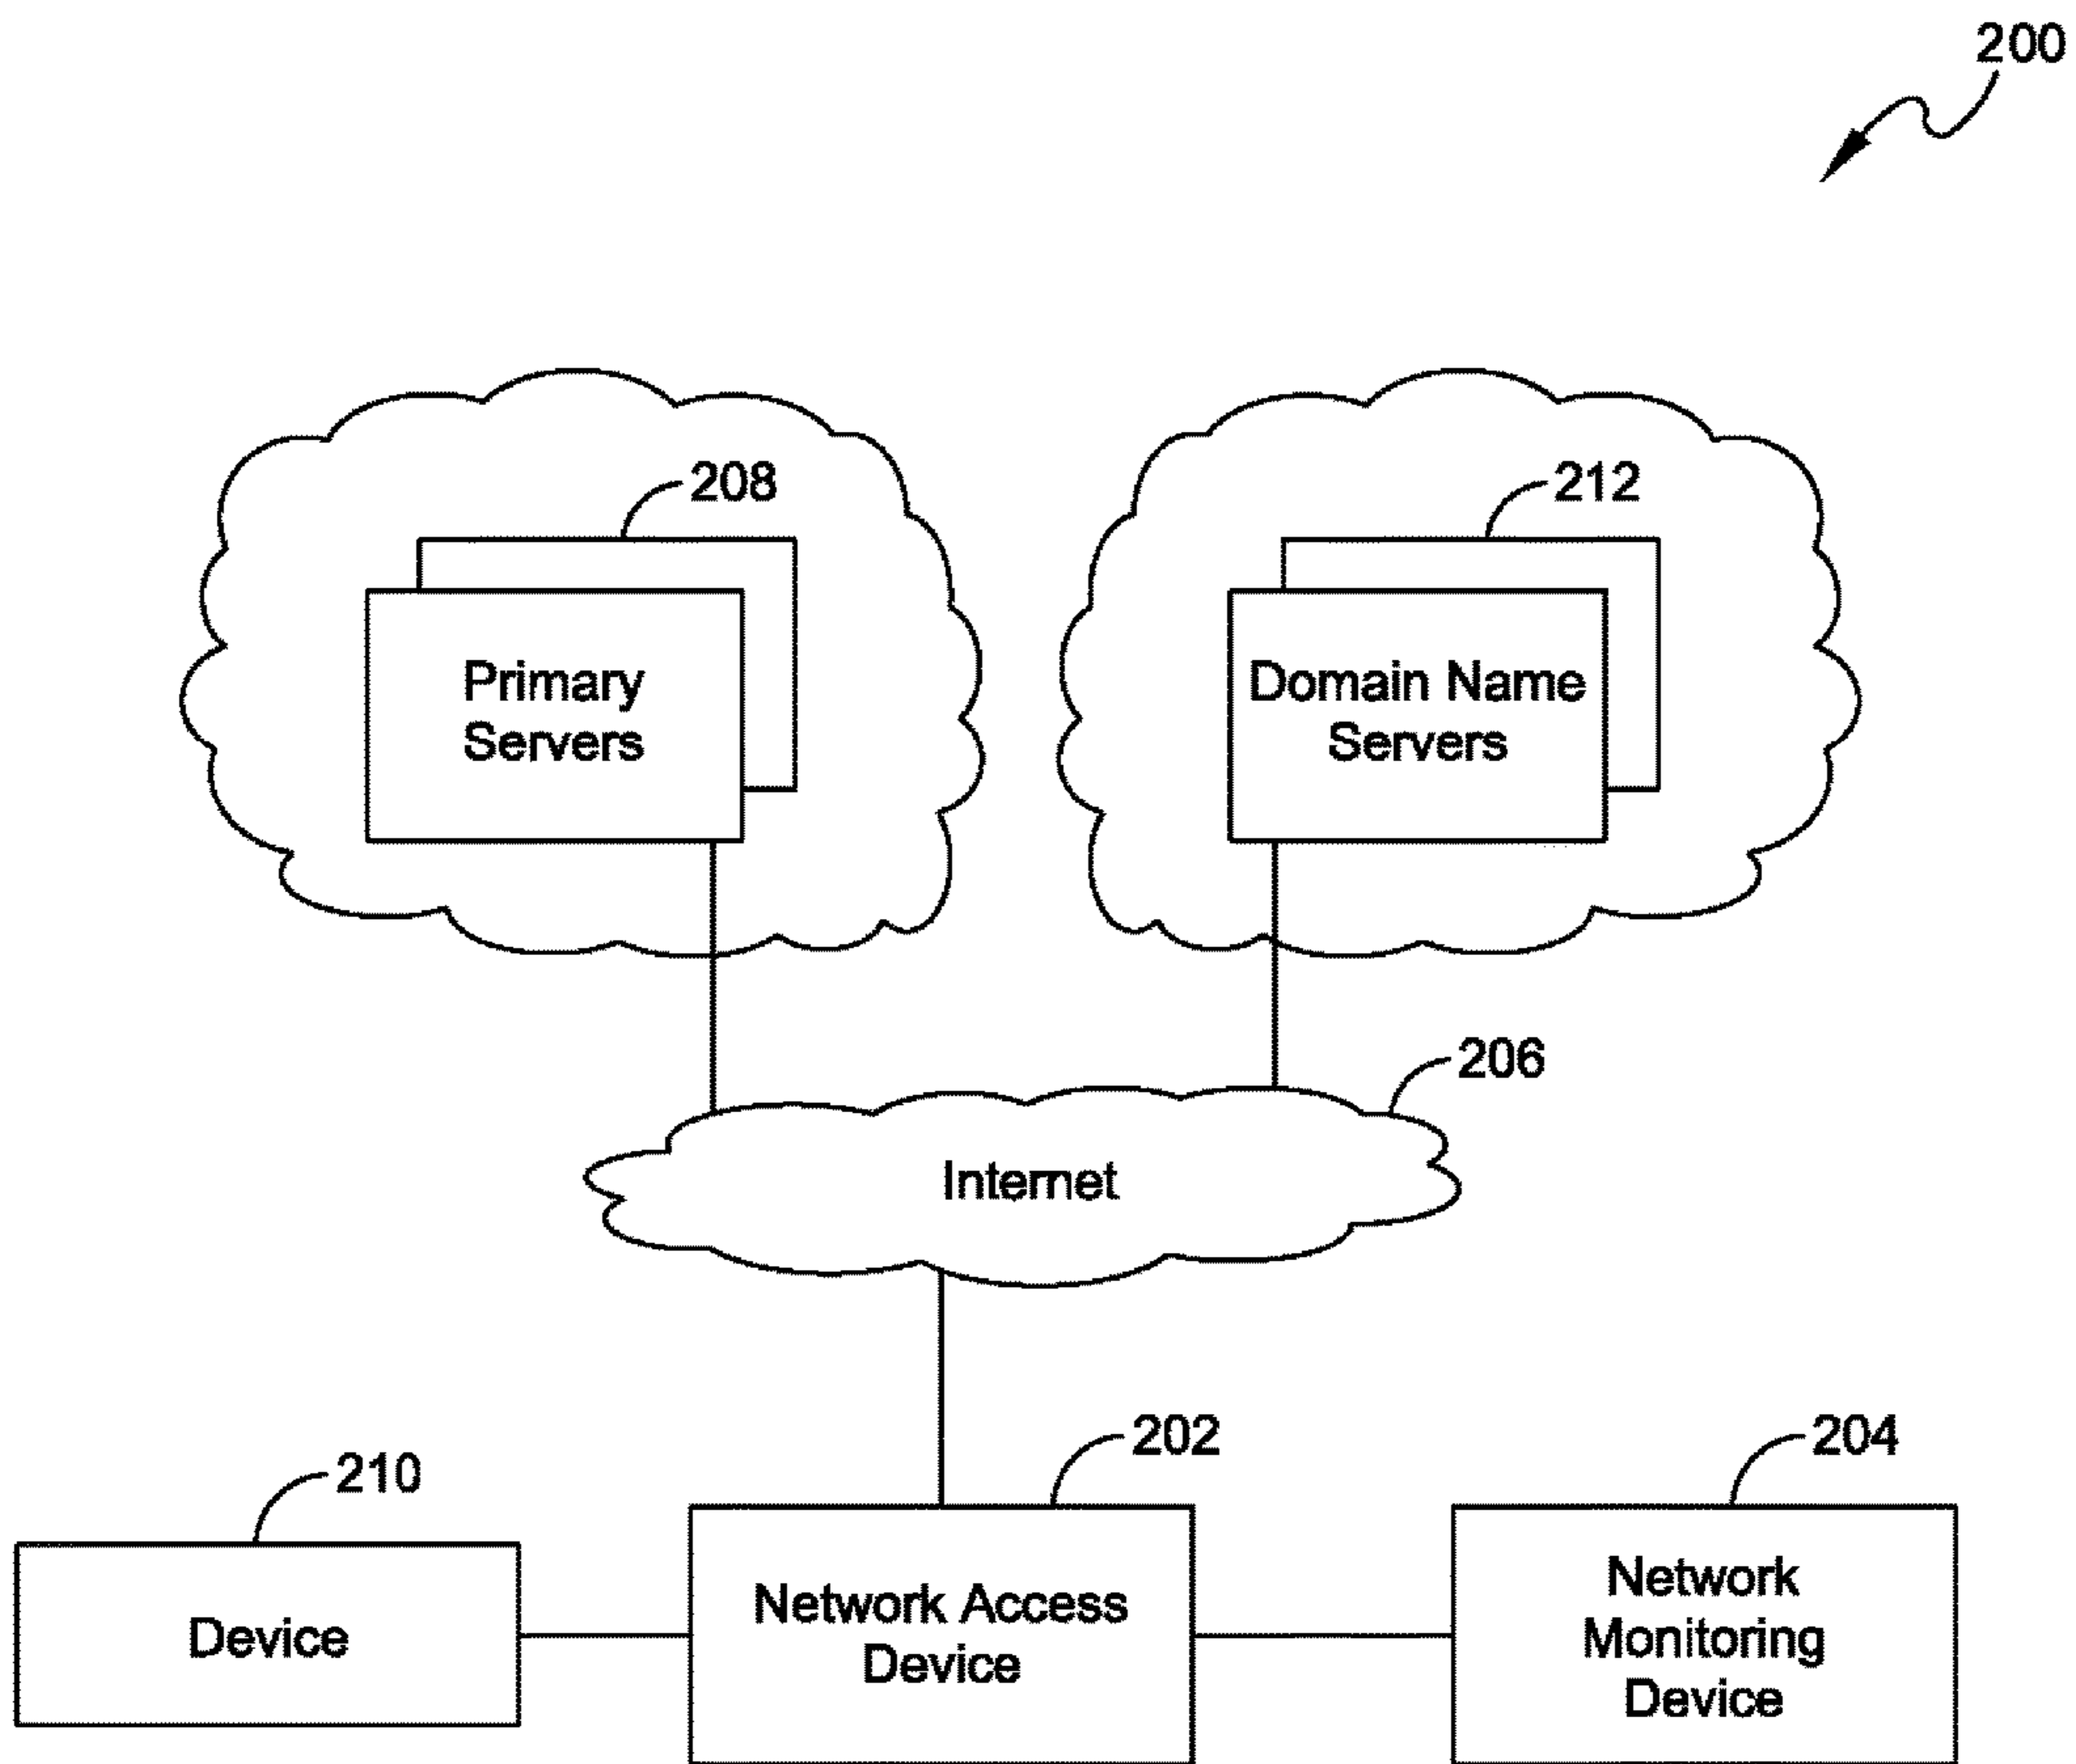 200
208
212
Primary
Servers
Domain Name
Servers
206
Internet
202
204
210
Network Access
Device
Network
Monitoring
Device
Device